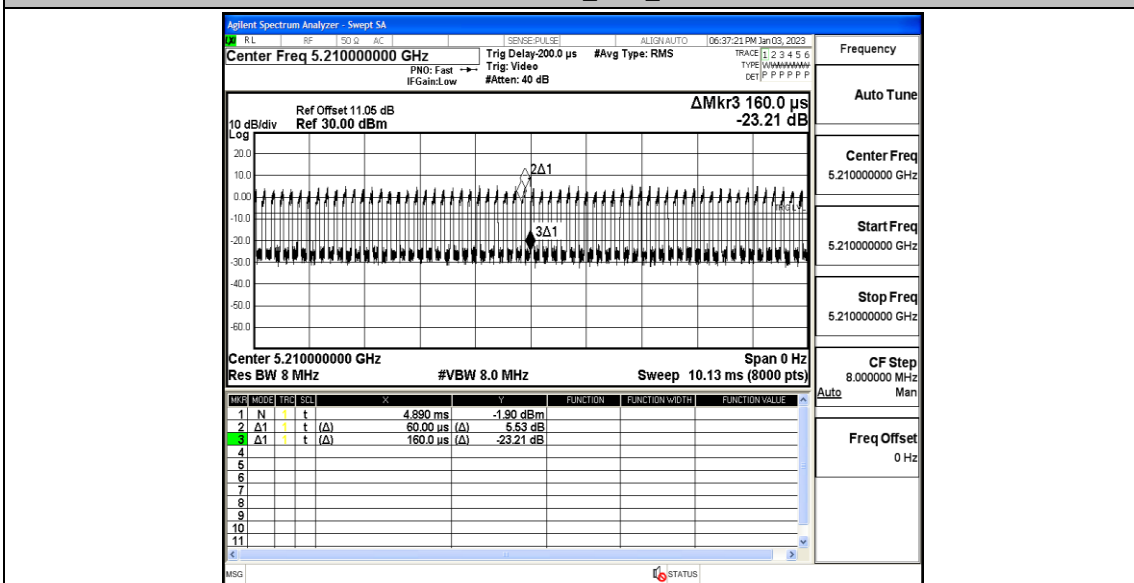 Agilent Spectrum Analyzer - Swept SA
RL RF 50 Ω AC SENSE:PULSE ALIGN AUTO 06:37:21 PM Jan 03, 2023
Center Freq 5.210000000 GHz
PNO: Fast
IFGain:Low
Trig Delay-200.0 µs
Trig: Video
#Atten: 40 dB
#Avg Type: RMS
TRACE 1 2 3 4 5 6
TYPE
DET P P P P P P
ΔMkr3 160.0 µs
-23.21 dB
Ref Offset 11.05 dB
Ref 30.00 dBm
10 dB/div
Log
20.0
10.0
0.00
-10.0
-20.0
-30.0
-40.0
-50.0
-60.0
2Δ1
3Δ1
TRIG LVL
Center 5.210000000 GHz
Span 0 Hz
Res BW 8 MHz
#VBW 8.0 MHz
Sweep 10.13 ms (8000 pts)
MKR MODE TRC SCL X Y FUNCTION FUNCTION WIDTH FUNCTION VALUE
1 N 1 t 4.890 ms -1.90 dBm
2 Δ1 1 t (Δ) 60.00 µs (Δ) 5.53 dB
3 Δ1 1 t (Δ) 160.0 µs (Δ) -23.21 dB
4
5
6
7
8
9
10
11
MSG
STATUS
Frequency
Auto Tune
Center Freq
5.210000000 GHz
Start Freq
5.210000000 GHz
Stop Freq
5.210000000 GHz
CF Step
8.000000 MHz
Auto Man
Freq Offset
0 Hz